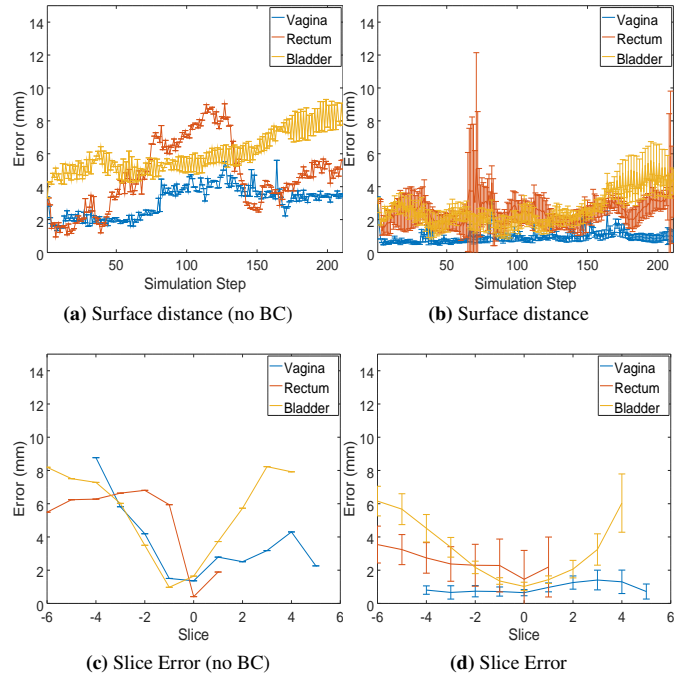 14
12
10
8
6
4
2
0
Error (mm)
50 100 150 200
Simulation Step
Vagina
Rectum
Bladder
(a) Surface distance (no BC)
14
12
10
8
6
4
2
0
Error (mm)
50 100 150 200
Simulation Step
Vagina
Rectum
Bladder
(b) Surface distance
14
12
10
8
6
4
2
0
Error (mm)
-6 -4 -2 0 2 4 6
Slice
Vagina
Rectum
Bladder
(c) Slice Error (no BC)
14
12
10
8
6
4
2
0
Error (mm)
-6 -4 -2 0 2 4 6
Slice
Vagina
Rectum
Bladder
(d) Slice Error